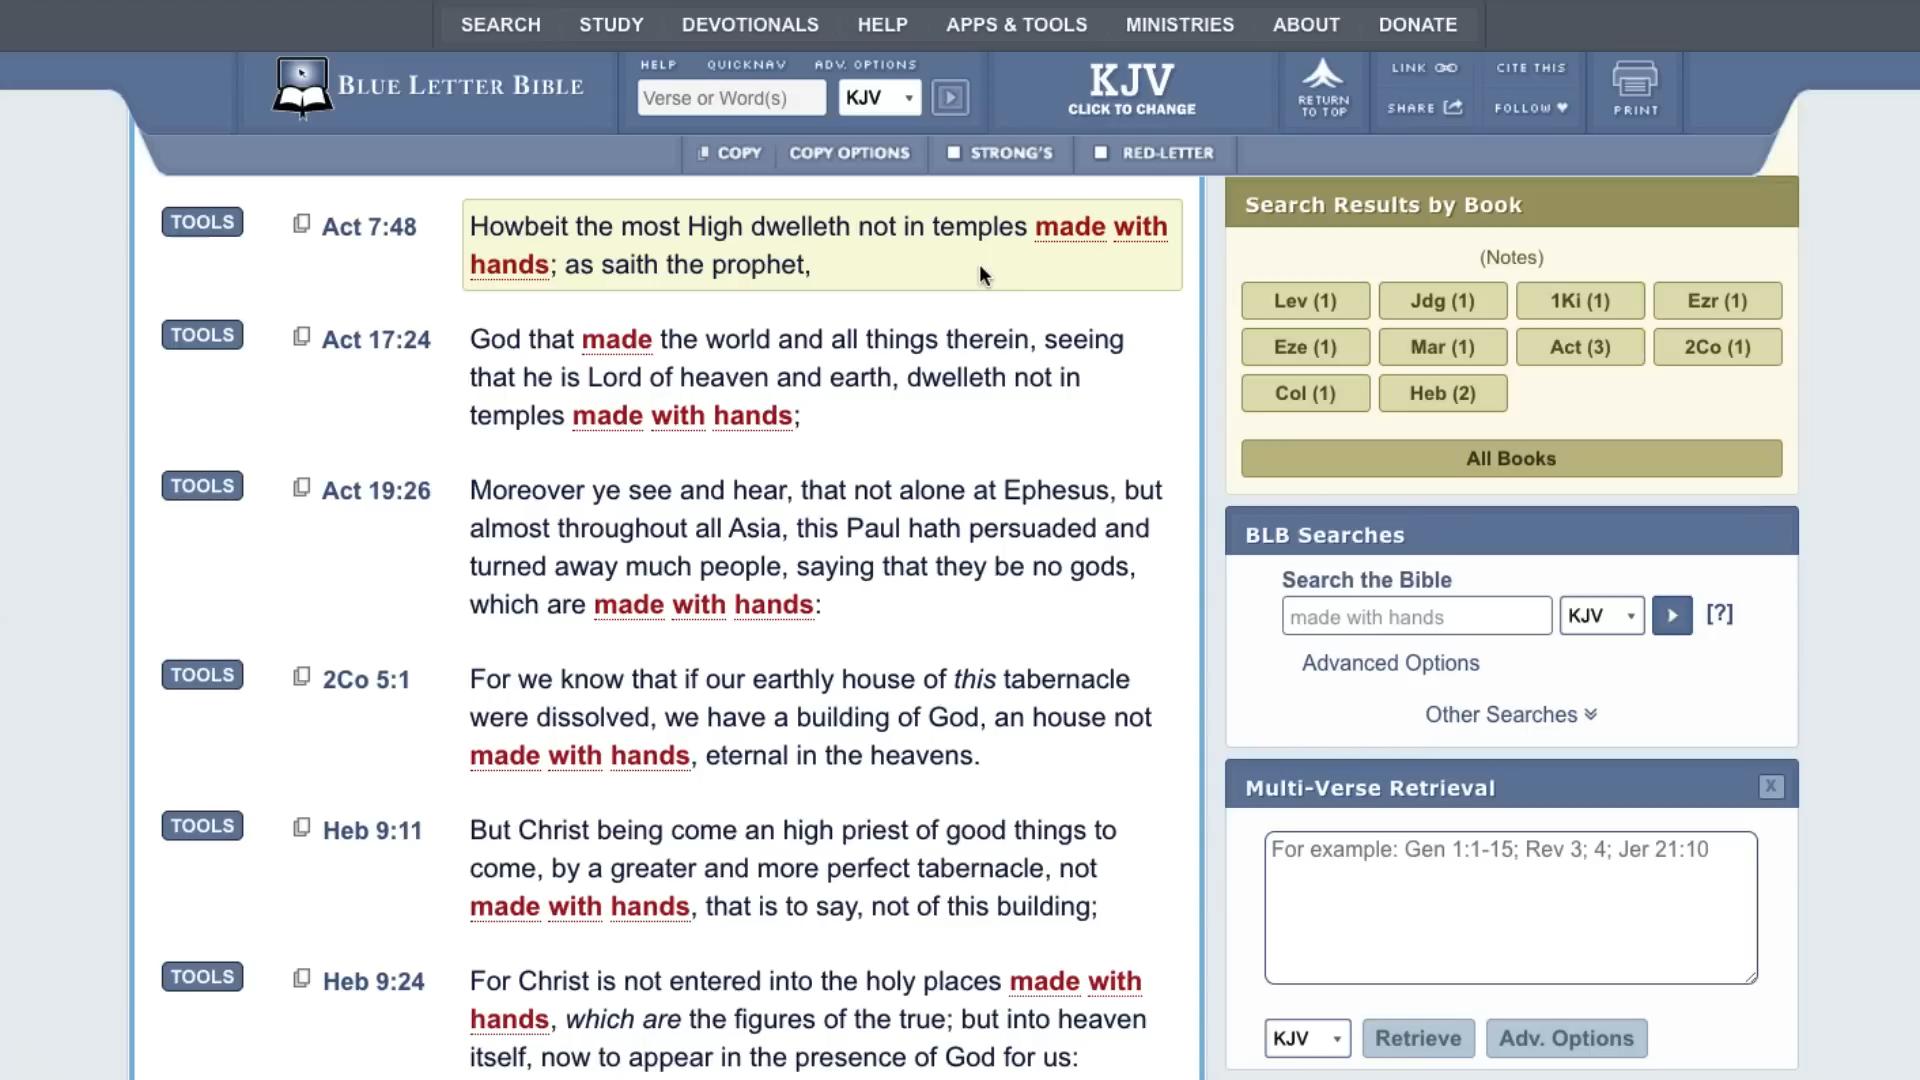 SEARCH STUDY DEVOTIONALS HELP APPS & TOOLS MINISTRIES ABOUT DONATE
BLUE LETTER BIBLE
HELP QUICKNAV ADV. OPTIONS
Verse or Word(s) KJV
KJV
CLICK TO CHANGE
RETURN
TO TOP
LINK CITE THIS
SHARE FOLLOW
PRINT
COPY COPY OPTIONS STRONG'S RED-LETTER
TOOLS Act 7:48 Howbeit the most High dwelleth not in temples made with
hands; as saith the prophet,
TOOLS Act 17:24 God that made the world and all things therein, seeing
that he is Lord of heaven and earth, dwelleth not in
temples made with hands;
TOOLS Act 19:26 Moreover ye see and hear, that not alone at Ephesus, but
almost throughout all Asia, this Paul hath persuaded and
turned away much people, saying that they be no gods,
which are made with hands:
TOOLS 2Co 5:1 For we know that if our earthly house of this tabernacle
were dissolved, we have a building of God, an house not
made with hands, eternal in the heavens.
TOOLS Heb 9:11 But Christ being come an high priest of good things to
come, by a greater and more perfect tabernacle, not
made with hands, that is to say, not of this building;
TOOLS Heb 9:24 For Christ is not entered into the holy places made with
hands, which are the figures of the true; but into heaven
itself, now to appear in the presence of God for us:
Search Results by Book
(Notes)
Lev (1) Jdg (1) 1Ki (1) Ezr (1)
Eze (1) Mar (1) Act (3) 2Co (1)
Col (1) Heb (2)
All Books
BLB Searches
Search the Bible
made with hands KJV [?]
Advanced Options
Other Searches
Multi-Verse Retrieval X
For example: Gen 1:1-15; Rev 3; 4; Jer 21:10
KJV Retrieve Adv. Options